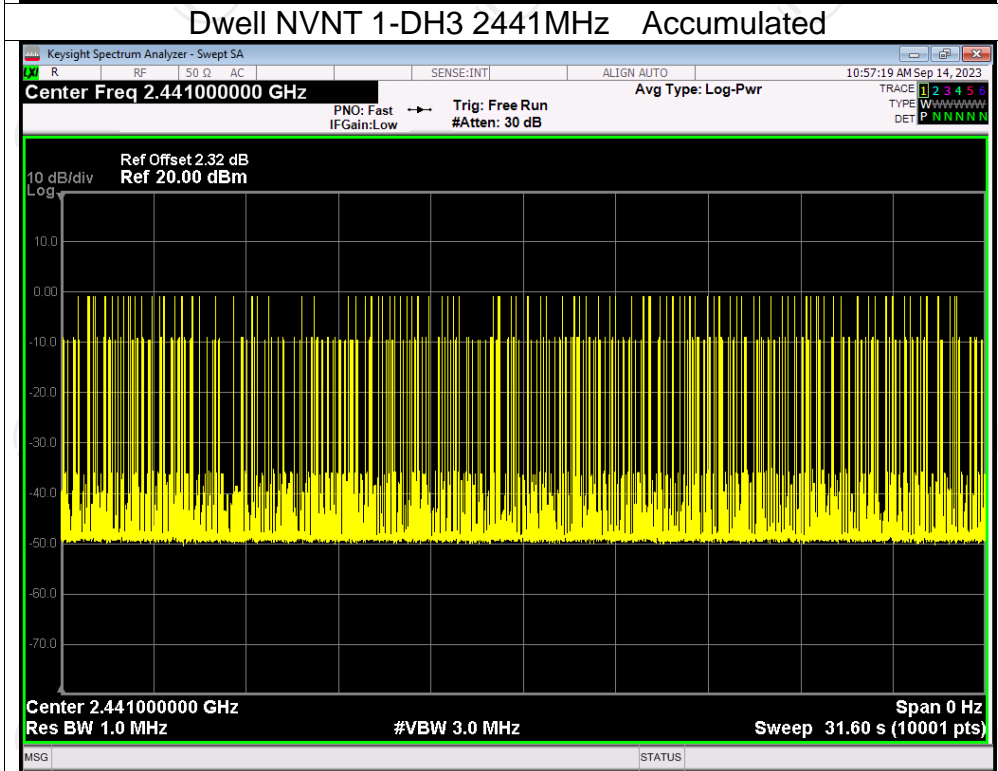 Dwell NVNT 1-DH3 2441MHz Accumulated
Keysight Spectrum Analyzer - Swept SA
LXI R RF 50 Ω AC SENSE:INT ALIGN AUTO 10:57:19 AM Sep 14, 2023
Center Freq 2.441000000 GHz Avg Type: Log-Pwr TRACE 1 2 3 4 5 6
PNO: Fast Trig: Free Run TYPE WWWWWW
IFGain:Low #Atten: 30 dB DET P N N N N N
Ref Offset 2.32 dB
10 dB/div Ref 20.00 dBm
Log
10.0
0.00
-10.0
-20.0
-30.0
-40.0
-50.0
-60.0
-70.0
Center 2.441000000 GHz Span 0 Hz
Res BW 1.0 MHz #VBW 3.0 MHz Sweep 31.60 s (10001 pts)
MSG STATUS